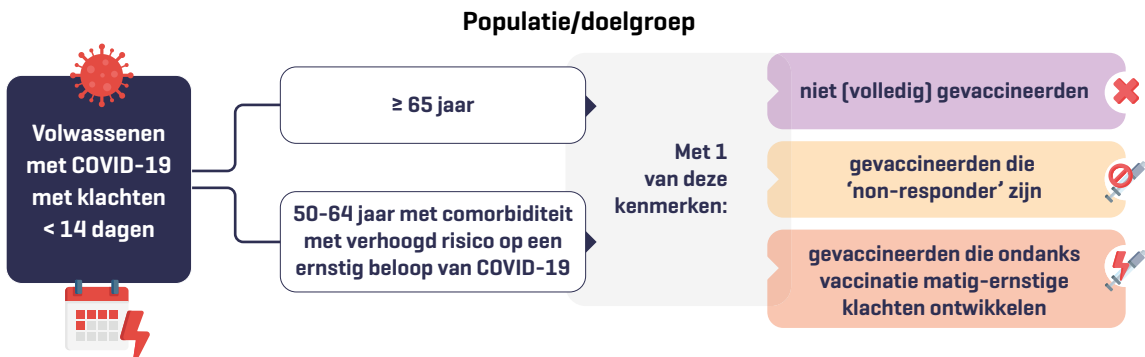 Populatie/doelgroep
Volwassenen
met COVID-19
met klachten
< 14 dagen
≥ 65 jaar
50-64 jaar met comorbiditeit
met verhoogd risico op een
ernstig beloop van COVID-19
Met 1
van deze
kenmerken:
niet (volledig) gevaccineerden
gevaccineerden die
‘non-responder’ zijn
gevaccineerden die ondanks
vaccinatie matig-ernstige
klachten ontwikkelen